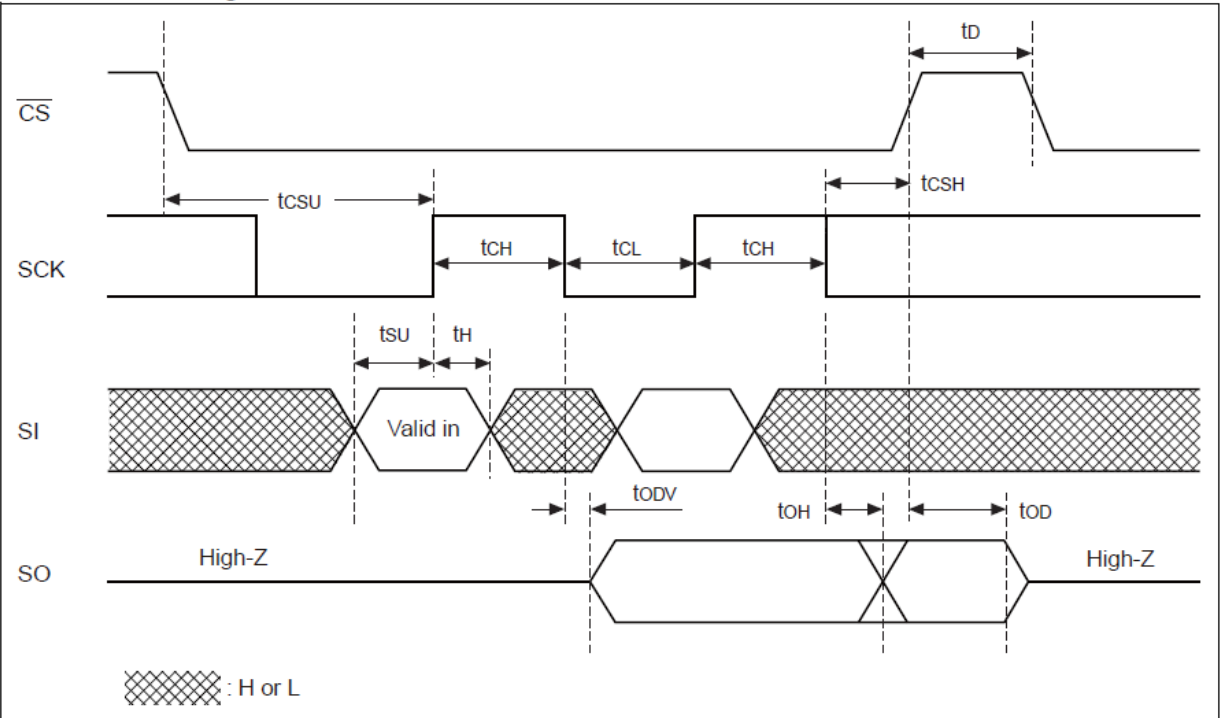 tD
CS
tCSH
tCSU
tCH
tCL
tCH
SCK
tSU
tH
SI
Valid in
tODV
tOH
tOD
High-Z
High-Z
SO
: H or L